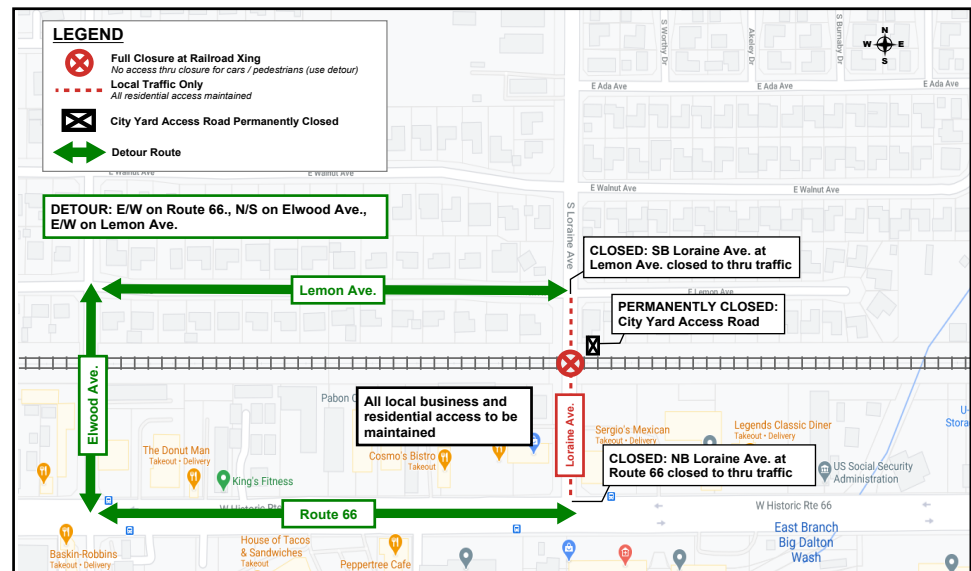 LEGEND
Full Closure at Railroad Xing
No access thru closure for cars / pedestrians (use detour)
Local Traffic Only
All residential access maintained
City Yard Access Road Permanently Closed
Detour Route
S Worthy Dr
Akeley Dr
S Burnaby Dr
N
W E
S
E Ada Ave
E Ada Ave
E Ada Ave
E Walnut Ave
E Walnut Ave
E Walnut Ave
E Walnut Ave
DETOUR: E/W on Route 66., N/S on Elwood Ave.,
E/W on Lemon Ave.
S Loraine Ave
CLOSED: SB Loraine Ave. at
Lemon Ave. closed to thru traffic
Lemon Ave.
E Lemon Ave
PERMANENTLY CLOSED:
City Yard Access Road
Elwood Ave.
All local business and
residential access to be
maintained
Pabon
Loraine Ave.
Sergio's Mexican
Takeout • Delivery
Legends Classic Diner
Takeout • Delivery
U-
Stora
The Donut Man
Takeout • Delivery
Cosmo's Bistro
Takeout
CLOSED: NB Loraine Ave. at
Route 66 closed to thru traffic
US Social Security
Administration
King's Fitness
W Historic Rte
Route 66
W Historic Rte 66
East Branch
Big Dalton
Wash
Baskin-Robbins
Takeout • Delivery
House of Tacos
& Sandwiches
Takeout
Peppertree Cafe